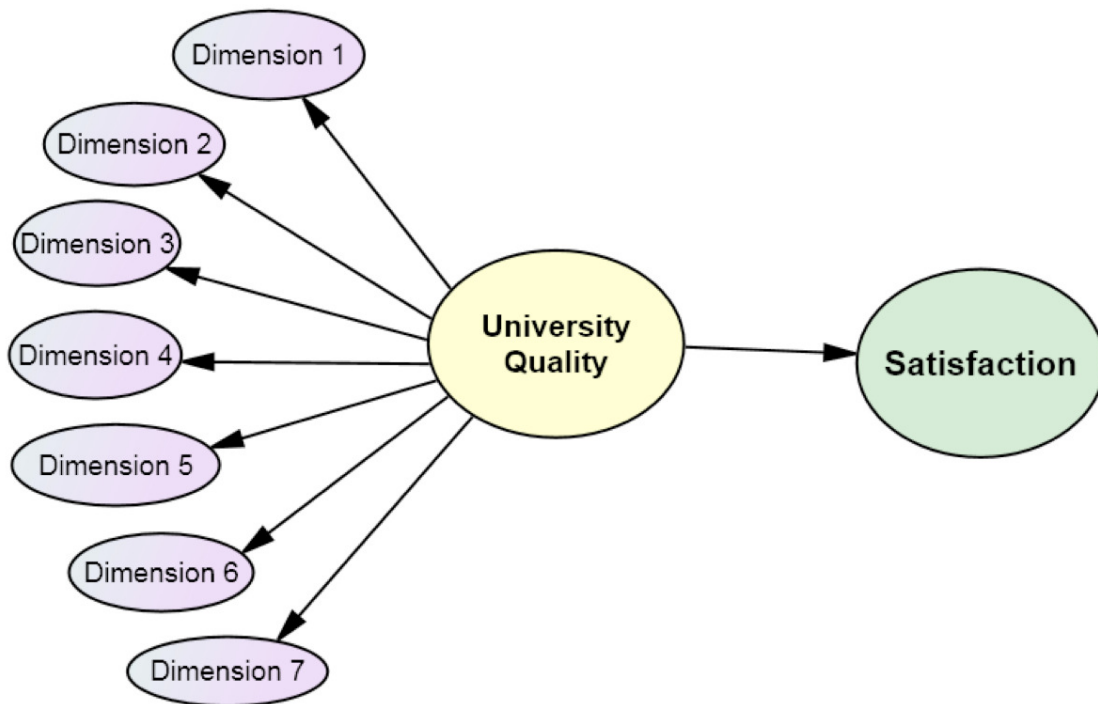 Dimension 1
Dimension 2
Dimension 3
Dimension 4
Dimension 5
Dimension 6
Dimension 7
University
Quality
Satisfaction